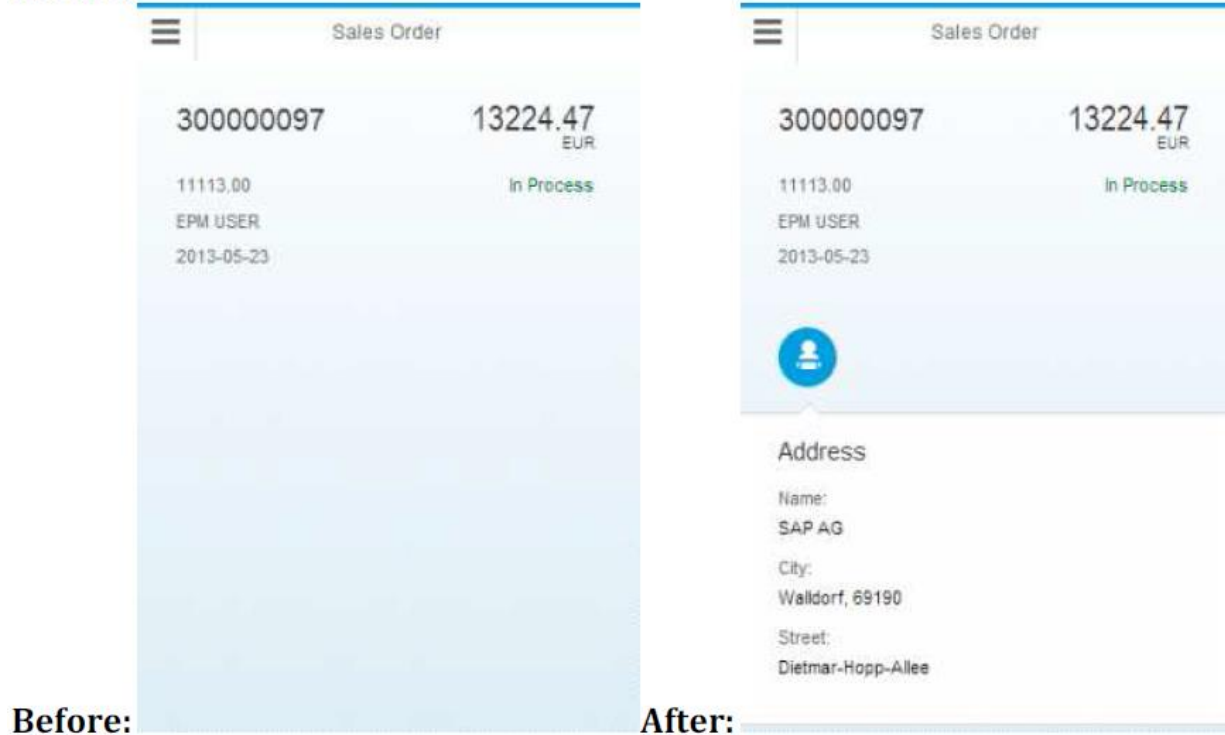 Sales Order
300000097 13224.47
EUR
11113.00 In Process
EPM USER
2013-05-23
Before:
Sales Order
300000097 13224.47
EUR
11113.00 In Process
EPM USER
2013-05-23
Address
Name:
SAP AG
City:
Walldorf, 69190
Street:
Dietmar-Hopp-Allee
After: